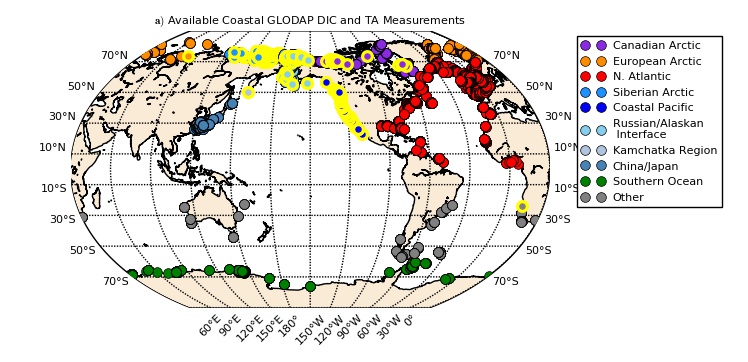 a) Available Coastal GLODAP DIC and TA Measurements
70°N 70°N
50°N 50°N
30°N 30°N
10°N 10°N
10°S 10°S
30°S 30°S
50°S 50°S
70°S 70°S
60°E 90°E 120°E 150°E 180° 150°W 120°W 90°W 60°W 30°W 0°
Canadian Arctic
European Arctic
N. Atlantic
Siberian Arctic
Coastal Pacific
Russian/Alaskan
Interface
Kamchatka Region
China/Japan
Southern Ocean
Other